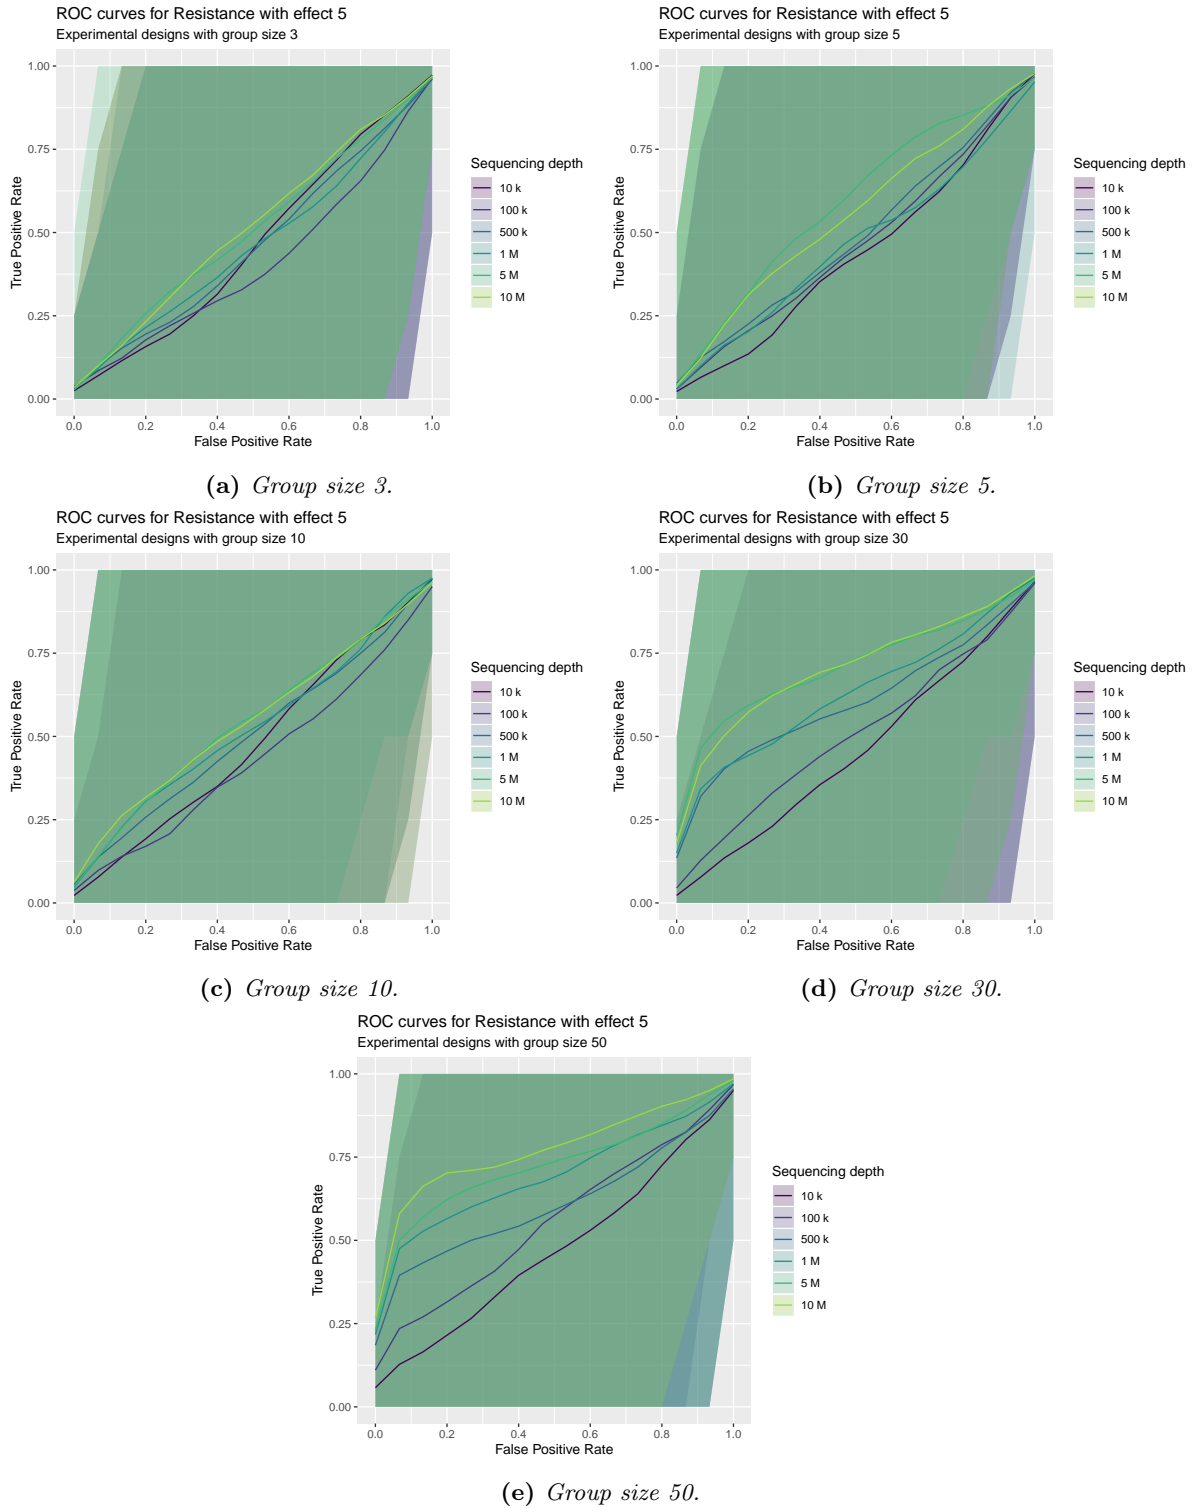 ROC curves for Resistance with effect 5
Experimental designs with group size 3
1.00
0.75
0.50
0.25
0.00
True Positive Rate
0.0 0.2 0.4 0.6 0.8 1.0
False Positive Rate
Sequencing depth
10 k
100 k
500 k
1 M
5 M
10 M
(a) Group size 3.
ROC curves for Resistance with effect 5
Experimental designs with group size 5
1.00
0.75
0.50
0.25
0.00
True Positive Rate
0.0 0.2 0.4 0.6 0.8 1.0
False Positive Rate
Sequencing depth
10 k
100 k
500 k
1 M
5 M
10 M
(b) Group size 5.
ROC curves for Resistance with effect 5
Experimental designs with group size 10
1.00
0.75
0.50
0.25
0.00
True Positive Rate
0.0 0.2 0.4 0.6 0.8 1.0
False Positive Rate
Sequencing depth
10 k
100 k
500 k
1 M
5 M
10 M
(c) Group size 10.
ROC curves for Resistance with effect 5
Experimental designs with group size 30
1.00
0.75
0.50
0.25
0.00
True Positive Rate
0.0 0.2 0.4 0.6 0.8 1.0
False Positive Rate
Sequencing depth
10 k
100 k
500 k
1 M
5 M
10 M
(d) Group size 30.
ROC curves for Resistance with effect 5
Experimental designs with group size 50
1.00
0.75
0.50
0.25
0.00
True Positive Rate
0.0 0.2 0.4 0.6 0.8 1.0
False Positive Rate
Sequencing depth
10 k
100 k
500 k
1 M
5 M
10 M
(e) Group size 50.